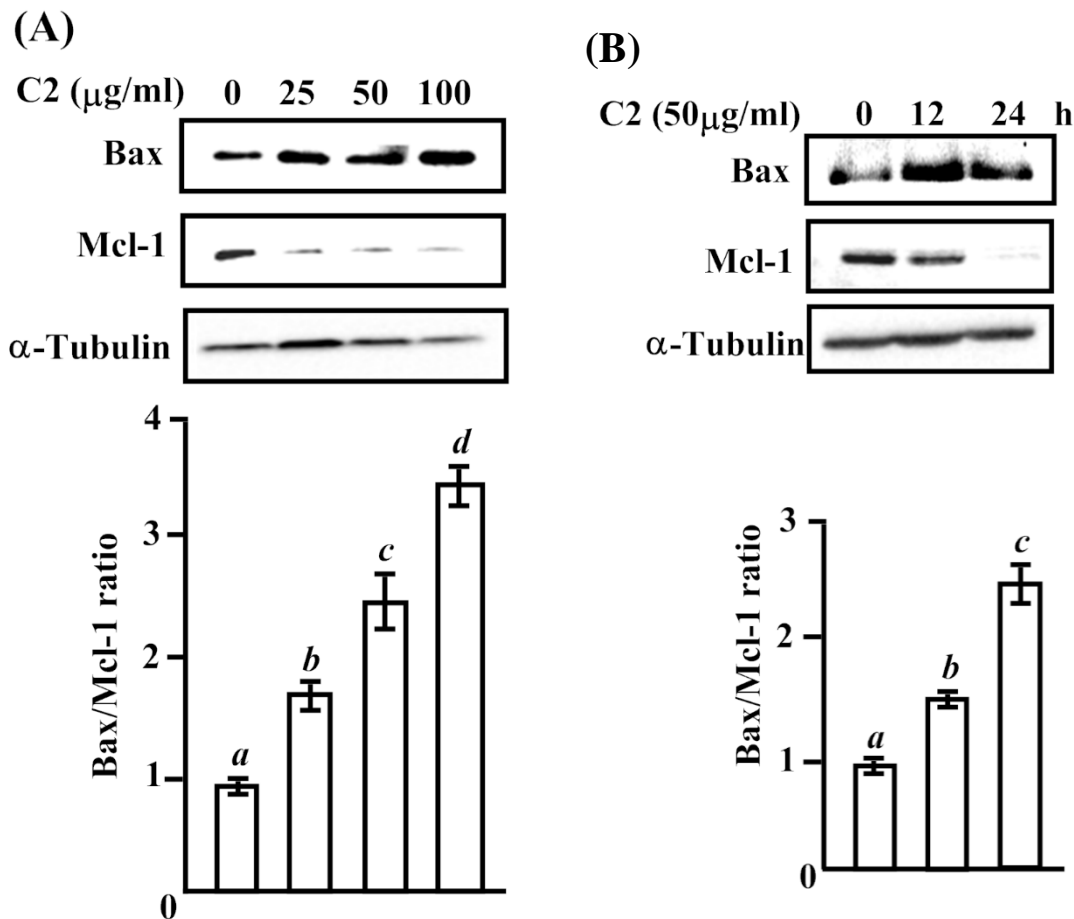 (A)
C2 (μg/ml) 0 25 50 100
Bax
Mcl-1
α-Tubulin
4
3
2
1
0
Bax/Mcl-1 ratio
a
b
c
d
(B)
C2 (50μg/ml) 0 12 24 h
Bax
Mcl-1
α-Tubulin
3
2
1
0
Bax/Mcl-1 ratio
a
b
c